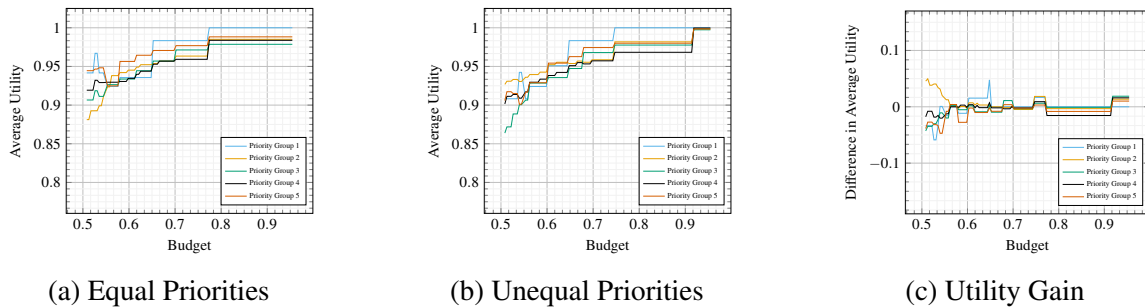 1
0.95
0.9
0.85
0.8
Average Utility
0.5 0.6 0.7 0.8 0.9
Budget
Priority Group 1
Priority Group 2
Priority Group 3
Priority Group 4
Priority Group 5
(a) Equal Priorities
1
0.95
0.9
0.85
0.8
Average Utility
0.5 0.6 0.7 0.8 0.9
Budget
Priority Group 1
Priority Group 2
Priority Group 3
Priority Group 4
Priority Group 5
(b) Unequal Priorities
0.1
0
−0.1
Difference in Average Utility
0.5 0.6 0.7 0.8 0.9
Budget
Priority Group 1
Priority Group 2
Priority Group 3
Priority Group 4
Priority Group 5
(c) Utility Gain